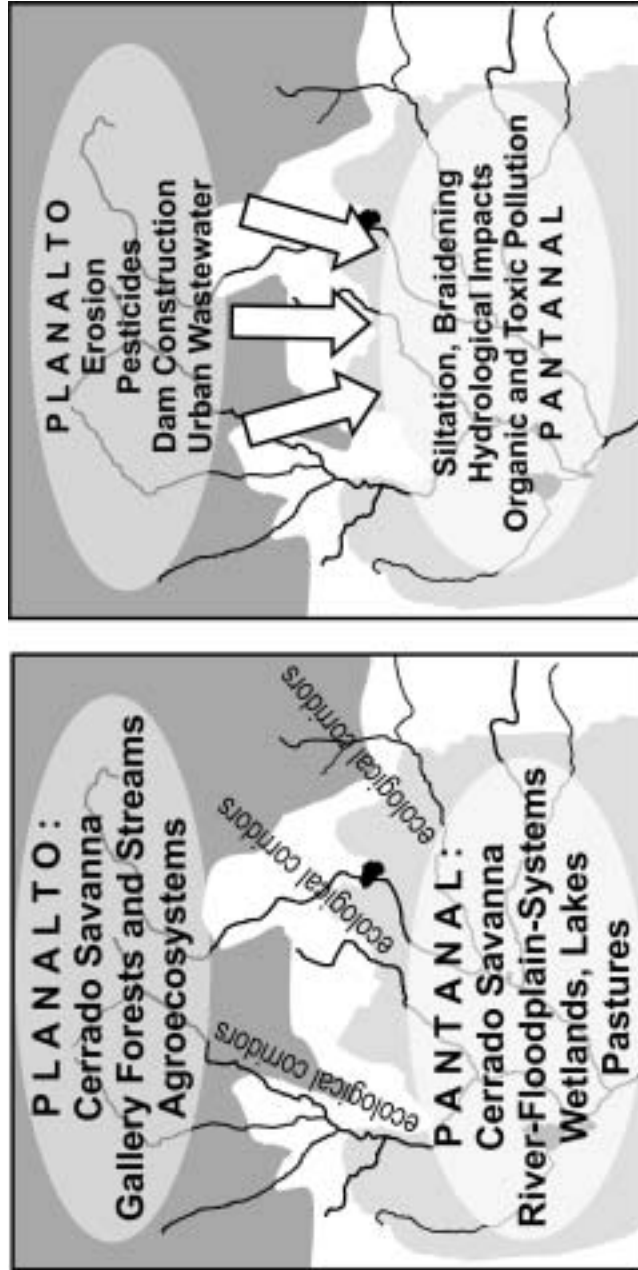 PLANALTO:
Cerrado Savanna
Gallery Forests and Streams
Agroecosystems
ecological corridors
ecological corridors
ecological corridors
ecological corridors
PANTANAL:
Cerrado Savanna
River-Floodplain-Systems
Wetlands, Lakes
Pastures
PLANALTO
Erosion
Pesticides
Dam Construction
Urban Wastewater
Siltation, Braidening
Hydrological Impacts
Organic and Toxic Pollution
PANTANAL